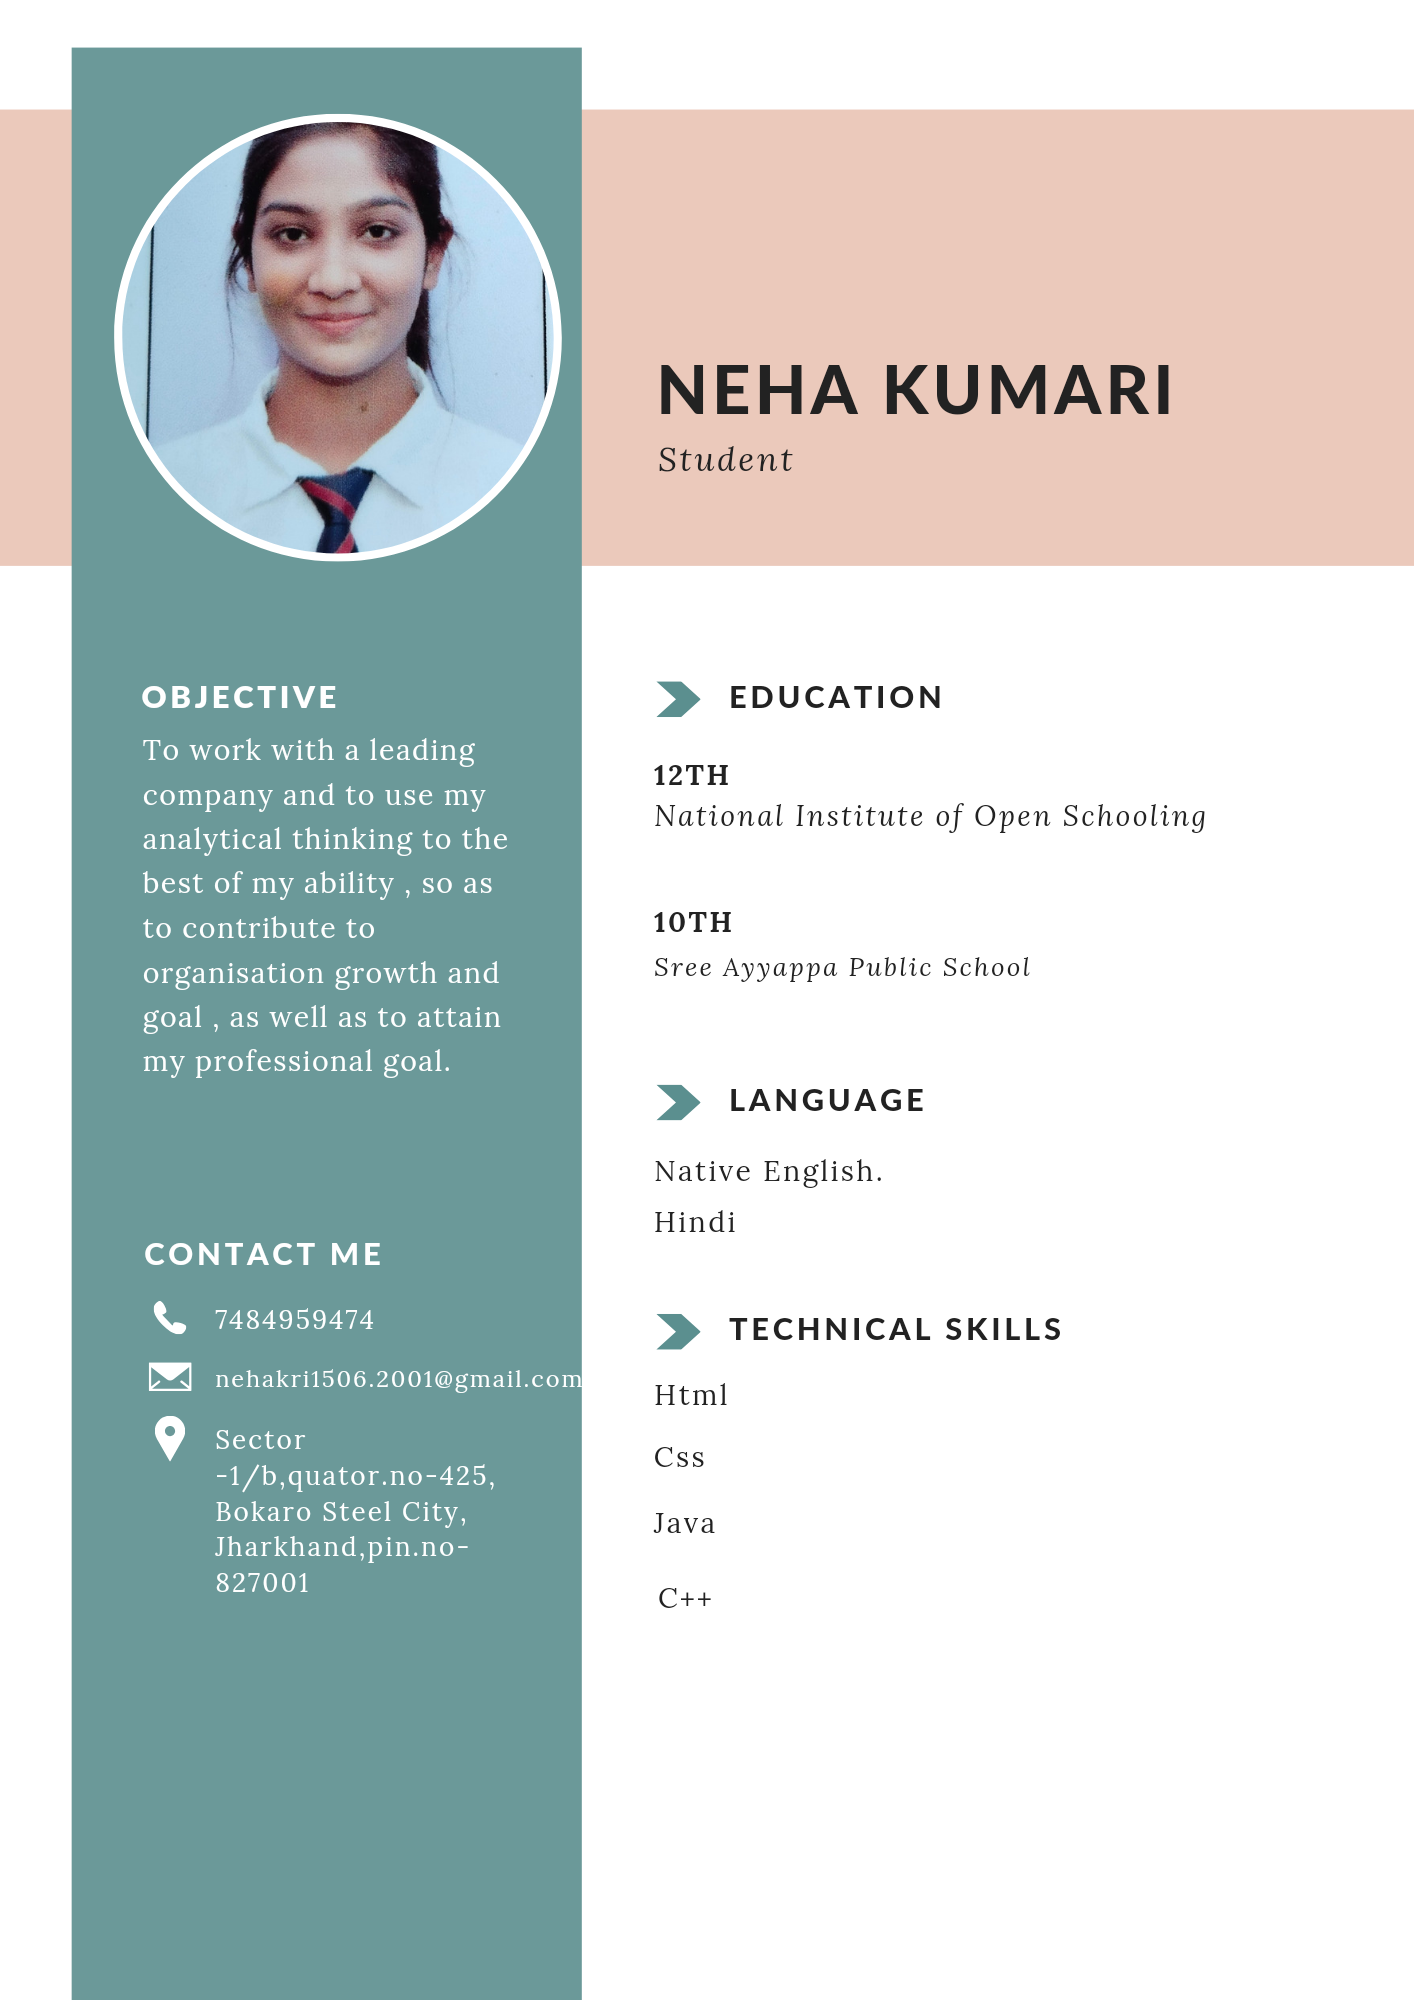 NEHA KUMARI
Student
OBJECTIVE
To work with a leading
company and to use my
analytical thinking to the
best of my ability , so as
to contribute to
organisation growth and
goal , as well as to attain
my professional goal.
CONTACT ME
7484959474
nehakri1506.2001@gmail.com
Sector
-1/b,quator.no-425,
Bokaro Steel City,
Jharkhand,pin.no-
827001
EDUCATION
12TH
National Institute of Open Schooling
10TH
Sree Ayyappa Public School
LANGUAGE
Native English.
Hindi
TECHNICAL SKILLS
Html
Css
Java
C++